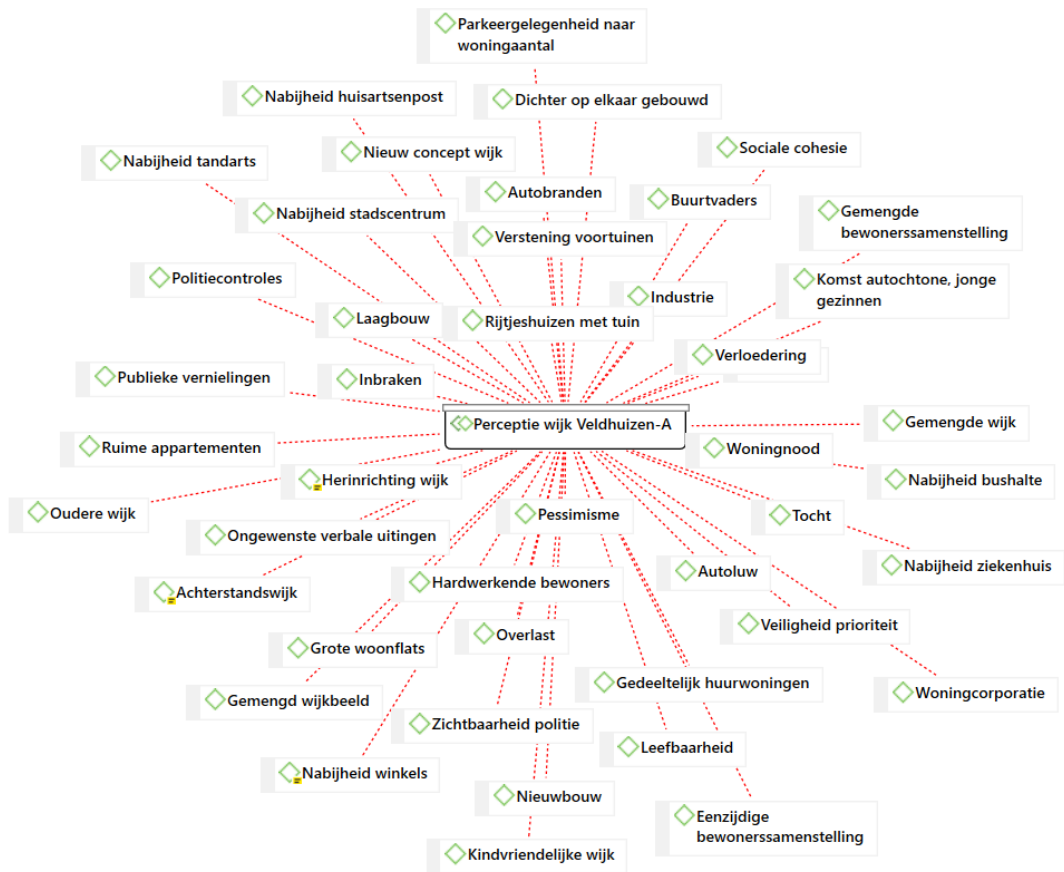 Parkeergelegenheid naar
woningaantal
Nabijheid huisartsenpost
Dichter op elkaar gebouwd
Nieuw concept wijk
Sociale cohesie
Nabijheid tandarts
Autobranden
Buurtvaders
Nabijheid stadscentrum
Gemengde
bewonerssamenstelling
Verstening voortuinen
Politiecontroles
Komst autochtone, jonge
gezinnen
Industrie
Laagbouw
Rijtjeshuizen met tuin
Verloedering
Publieke vernielingen
Inbraken
Perceptie wijk Veldhuizen-A
Gemengde wijk
Ruime appartementen
Woningnood
Herinrichting wijk
Nabijheid bushalte
Oudere wijk
Pessimisme
Tocht
Ongewenste verbale uitingen
Nabijheid ziekenhuis
Autoluw
Hardwerkende bewoners
Achterstandswijk
Veiligheid prioriteit
Overlast
Grote woonflats
Gedeeltelijk huurwoningen
Woningcorporatie
Gemengd wijkbeeld
Zichtbaarheid politie
Leefbaarheid
Nabijheid winkels
Nieuwbouw
Eenzijdige
bewonerssamenstelling
Kindvriendelijke wijk